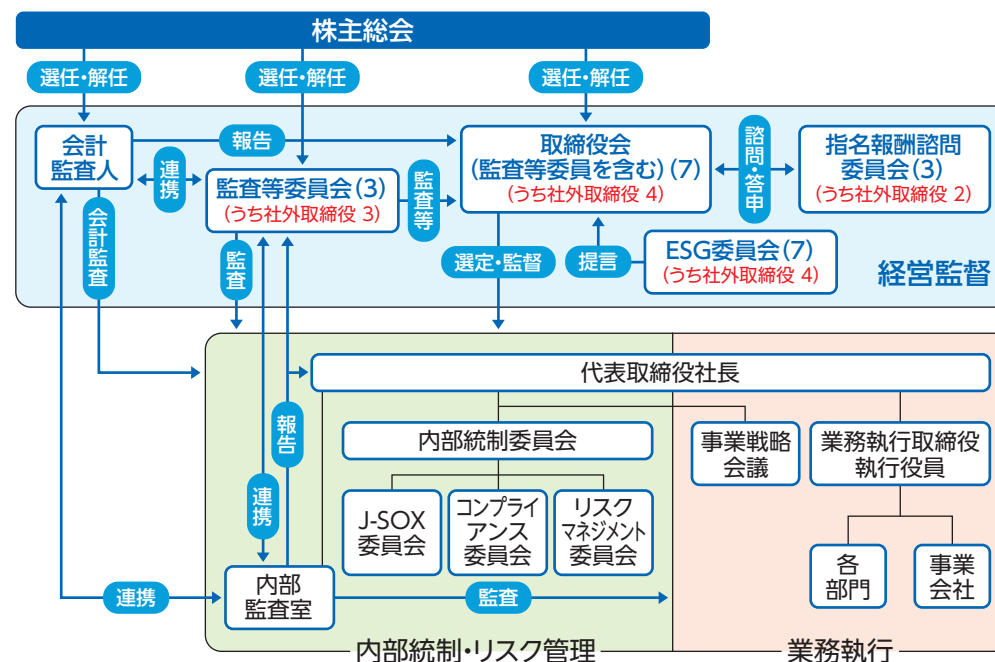 株主総会
選任・解任
選任・解任
選任・解任
会計
監査人
報告
取締役会
(監査等委員を含む)(7)
(うち社外取締役 4)
諮問・答申
指名報酬諮問
委員会(3)
(うち社外取締役 2)
連携
監査等委員会(3)
(うち社外取締役 3)
監査等
会計監査
監査
選定・監督
提言
ESG委員会(7)
(うち社外取締役 4)
経営監督
代表取締役社長
報告
内部統制委員会
事業戦略
会議
業務執行取締役
執行役員
連携
J-SOX
委員会
コンプライ
アンス
委員会
リスク
マネジメント
委員会
各
部門
事業
会社
連携
内部
監査室
監査
内部統制・リスク管理
業務執行